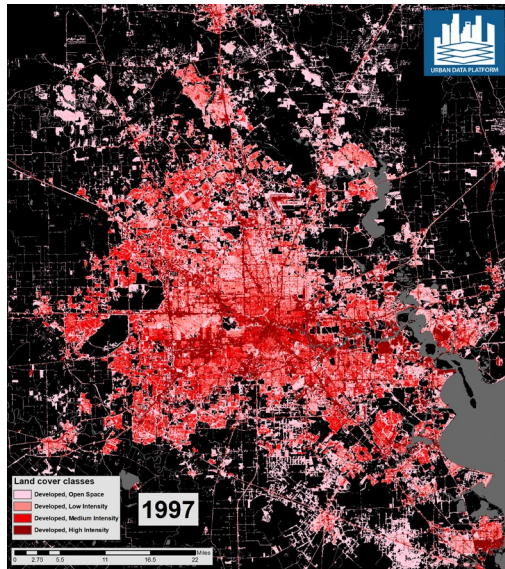 URBAN DATA PLATFORM
Land cover classes
Developed, Open Space
Developed, Low Intensity
Developed, Medium Intensity
Developed, High Intensity
1997
Miles
0 2.75 5.5 11 16.5 22